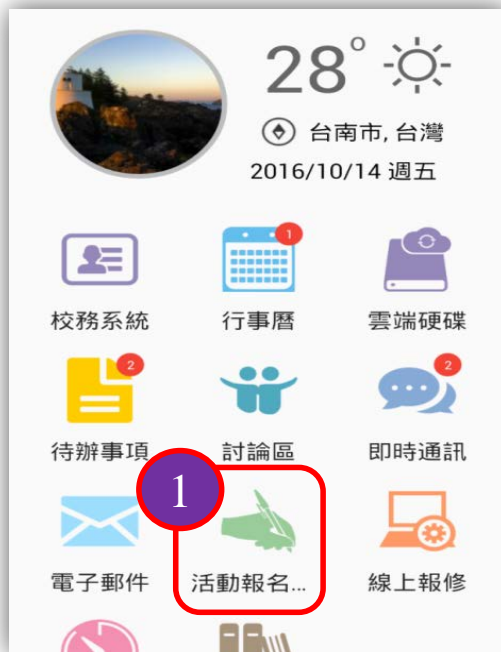 28°
台南市, 台灣
2016/10/14 週五
1
校務系統 行事曆 雲端硬碟
2 2
待辦事項 討論區 即時通訊
1
電子郵件 活動報名... 線上報修